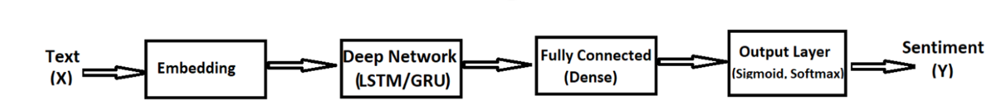 Text
(X)
Embedding
Deep Network
(LSTM/GRU)
Fully Connected
(Dense)
Output Layer
(Sigmoid, Softmax)
Sentiment
(Y)